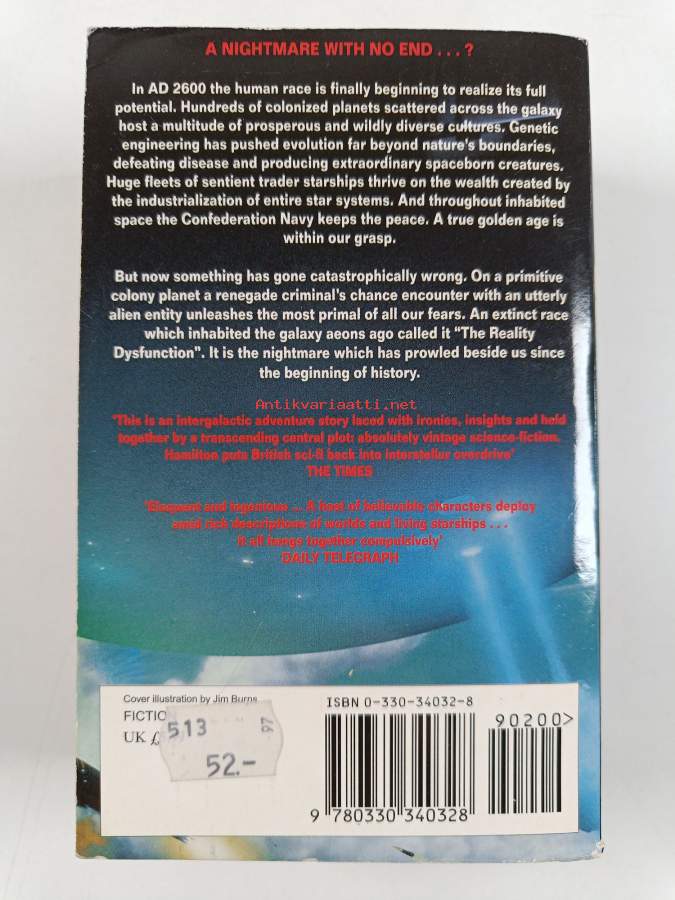 A NIGHTMARE WITH NO END . . . ?
In AD 2600 the human race is finally beginning to realize its full
potential. Hundreds of colonized planets scattered across the galaxy
host a multitude of prosperous and wildly diverse cultures. Genetic
engineering has pushed evolution far beyond nature's boundaries,
defeating disease and producing extraordinary spaceborn creatures.
Huge fleets of sentient trader starships thrive on the wealth created by
the industrialization of entire star systems. And throughout inhabited
space the Confederation Navy keeps the peace. A true golden age is
within our grasp.
But now something has gone catastrophically wrong. On a primitive
colony planet a renegade criminal's chance encounter with an utterly
alien entity unleashes the most primal of all our fears. An extinct race
which inhabited the galaxy aeons ago called it "The Reality
Dysfunction". It is the nightmare which has prowled beside us since
the beginning of history.
Antikvariaatti.net
'This is an intergalactic adventure story laced with ironies, insights and held
together by a transcending central plot: absolutely vintage science-fiction.
Hamilton puts British sci-fi back into interstellar overdrive'
THE TIMES
'Eloquent and ingenious ... A host of believable characters deploy
amid rich descriptions of worlds and living starships . . .
It all hangs together compulsively'
DAILY TELEGRAPH
Cover illustration by Jim Burns
FICTIO
UK £
513
97
52.-
ISBN 0-330-34032-8
90200>
9 780330 340328